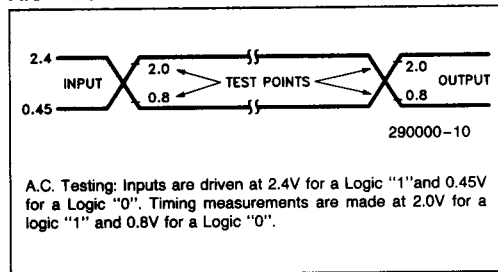 2.4
INPUT
2.0
TEST POINTS
2.0
OUTPUT
0.8
0.8
0.45
290000-10
A.C. Testing: Inputs are driven at 2.4V for a Logic "1"and 0.45V
for a Logic "0". Timing measurements are made at 2.0V for a
logic "1" and 0.8V for a Logic "0".